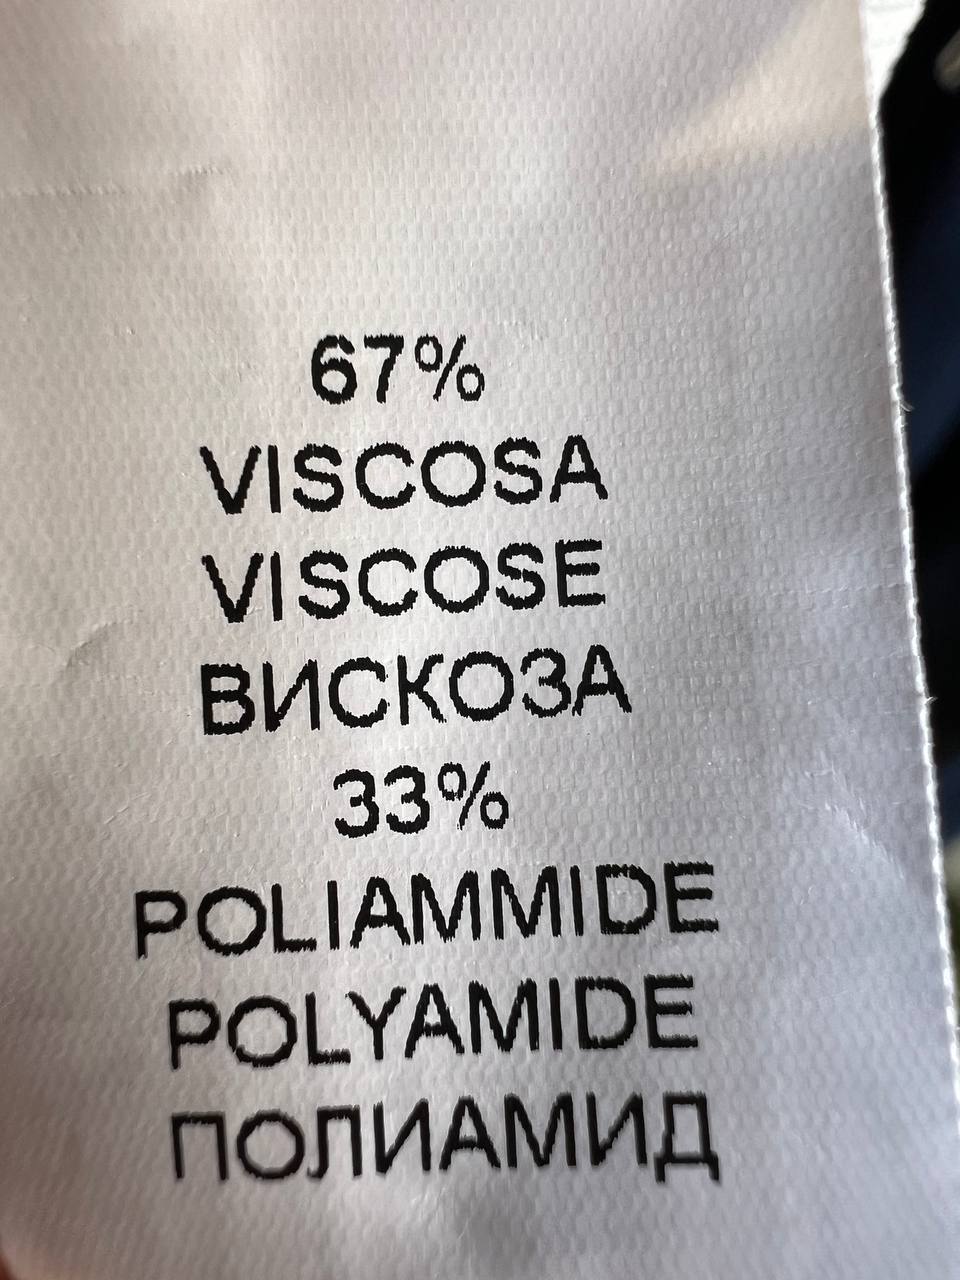 67%
VISCOSA
VISCOSE
ВИСКОЗА
33%
POLIAMMIDE
POLYAMIDE
ПОЛИАМИД